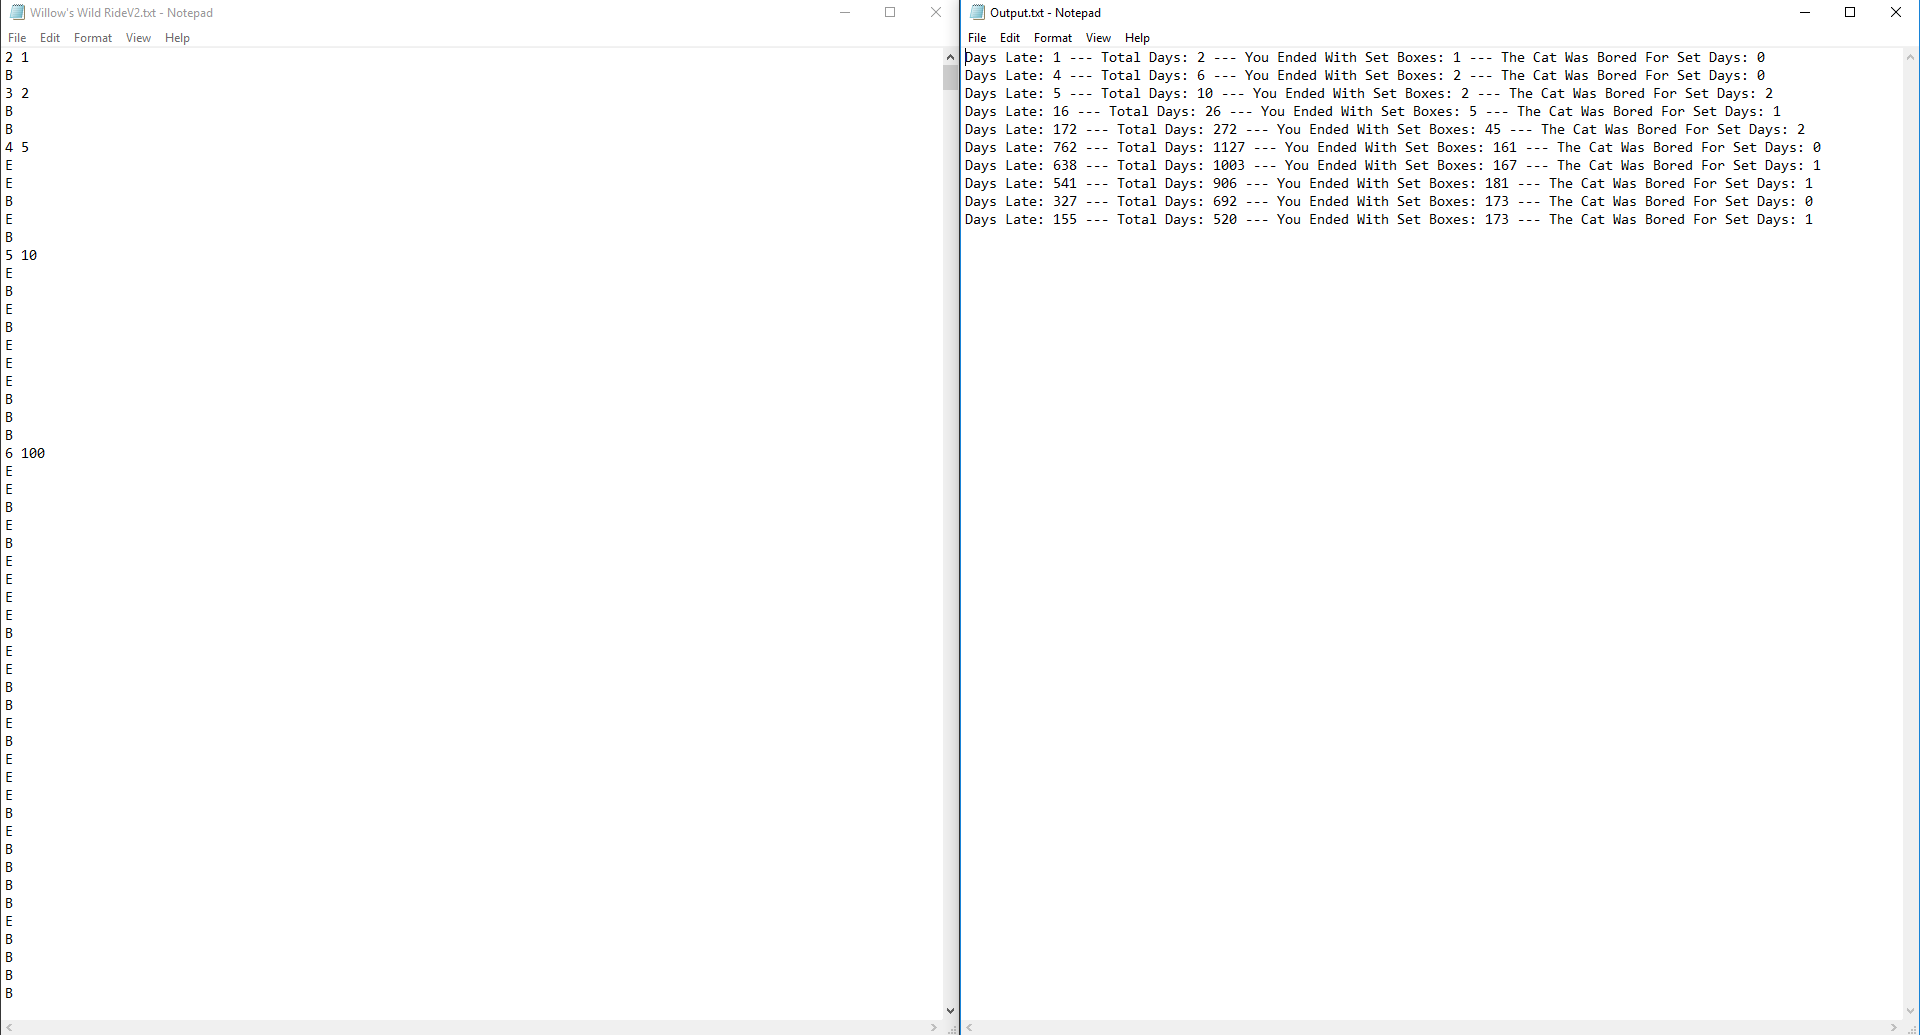 Willow's Wild RideV2.txt - Notepad
File Edit Format View Help
2 1
B
3 2
B
B
4 5
E
E
B
E
B
5 10
E
B
E
B
E
E
E
B
B
B
6 100
E
E
B
E
B
E
E
E
E
B
E
E
B
B
E
B
E
E
E
B
E
B
B
B
B
E
B
B
B
B
Output.txt - Notepad
File Edit Format View Help
Days Late: 1 --- Total Days: 2 --- You Ended With Set Boxes: 1 --- The Cat Was Bored For Set Days: 0
Days Late: 4 --- Total Days: 6 --- You Ended With Set Boxes: 2 --- The Cat Was Bored For Set Days: 0
Days Late: 5 --- Total Days: 10 --- You Ended With Set Boxes: 2 --- The Cat Was Bored For Set Days: 2
Days Late: 16 --- Total Days: 26 --- You Ended With Set Boxes: 5 --- The Cat Was Bored For Set Days: 1
Days Late: 172 --- Total Days: 272 --- You Ended With Set Boxes: 45 --- The Cat Was Bored For Set Days: 2
Days Late: 762 --- Total Days: 1127 --- You Ended With Set Boxes: 161 --- The Cat Was Bored For Set Days: 0
Days Late: 638 --- Total Days: 1003 --- You Ended With Set Boxes: 167 --- The Cat Was Bored For Set Days: 1
Days Late: 541 --- Total Days: 906 --- You Ended With Set Boxes: 181 --- The Cat Was Bored For Set Days: 1
Days Late: 327 --- Total Days: 692 --- You Ended With Set Boxes: 173 --- The Cat Was Bored For Set Days: 0
Days Late: 155 --- Total Days: 520 --- You Ended With Set Boxes: 173 --- The Cat Was Bored For Set Days: 1